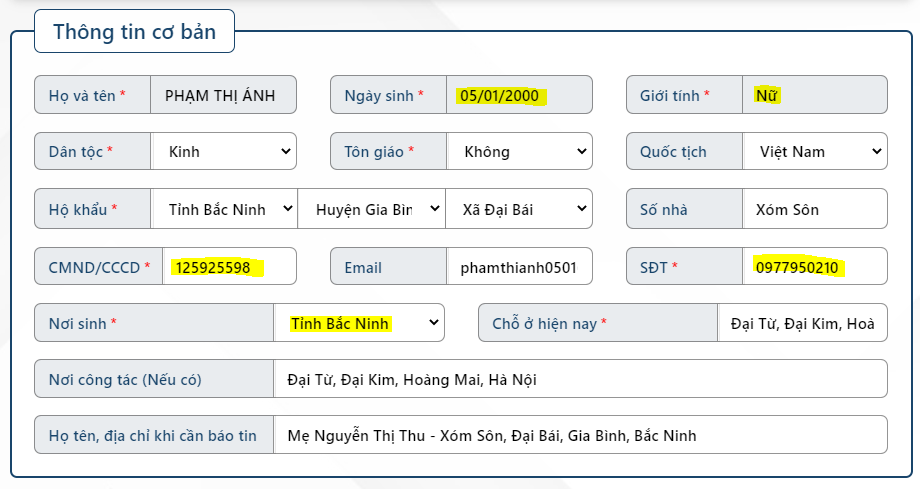 Thông tin cơ bản
Họ và tên * PHẠM THỊ ÁNH Ngày sinh * 05/01/2000 Giới tính * Nữ
Dân tộc * Kinh Tôn giáo * Không Quốc tịch Việt Nam
Hộ khẩu * Tỉnh Bắc Ninh Huyện Gia Bìn Xã Đại Bái Số nhà Xóm Sôn
CMND/CCCD * 125925598 Email phamthianh0501 SĐT * 0977950210
Nơi sinh * Tỉnh Bắc Ninh Chỗ ở hiện nay * Đại Từ, Đại Kim, Hoà
Nơi công tác (Nếu có) Đại Từ, Đại Kim, Hoàng Mai, Hà Nội
Họ tên, địa chỉ khi cần báo tin Mẹ Nguyễn Thị Thu - Xóm Sôn, Đại Bái, Gia Bình, Bắc Ninh